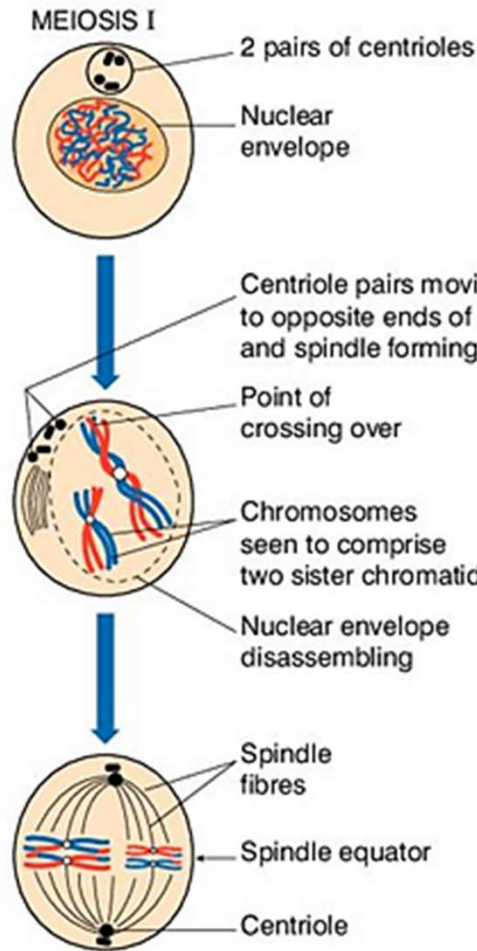 MEIOSIS I
2 pairs of centrioles
Nuclear
envelope
Centriole pairs movi
to opposite ends of
and spindle forming
Point of
crossing over
Chromosomes
seen to comprise
two sister chromatid
Nuclear envelope
disassembling
Spindle
fibres
Spindle equator
Centriole